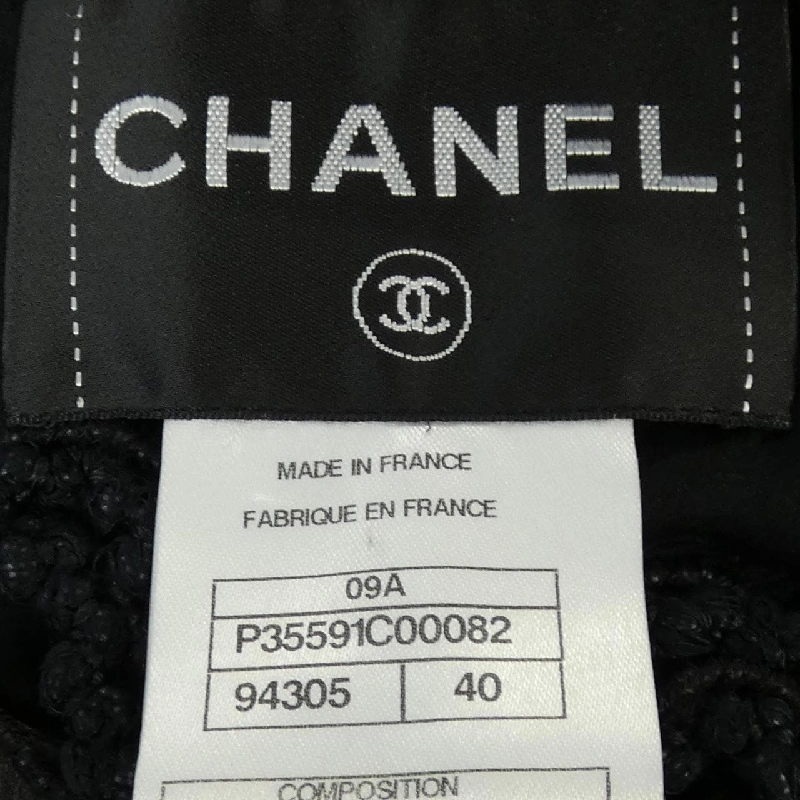 CHANEL
MADE IN FRANCE
FABRIQUE EN FRANCE
09A
P35591C00082
94305 40
COMPOSITION